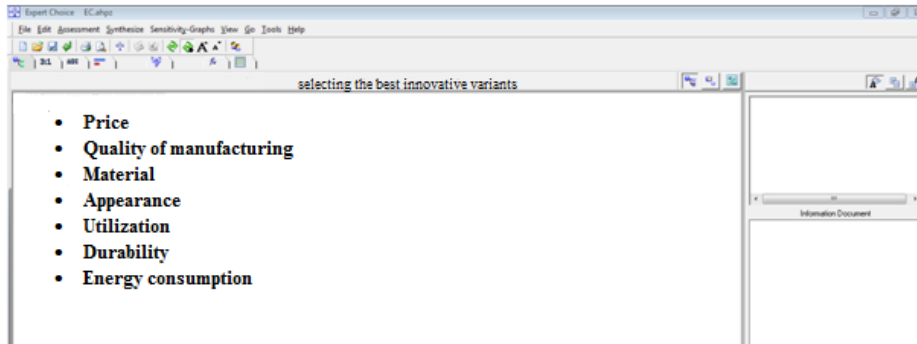 Expert Choice EC.ahpz
File Edit Assessment Synthesize Sensitivity-Graphs View Go Tools Help
3:1 ABC
selecting the best innovative variants
• Price
• Quality of manufacturing
• Material
• Appearance
• Utilization
• Durability
• Energy consumption
Information Document